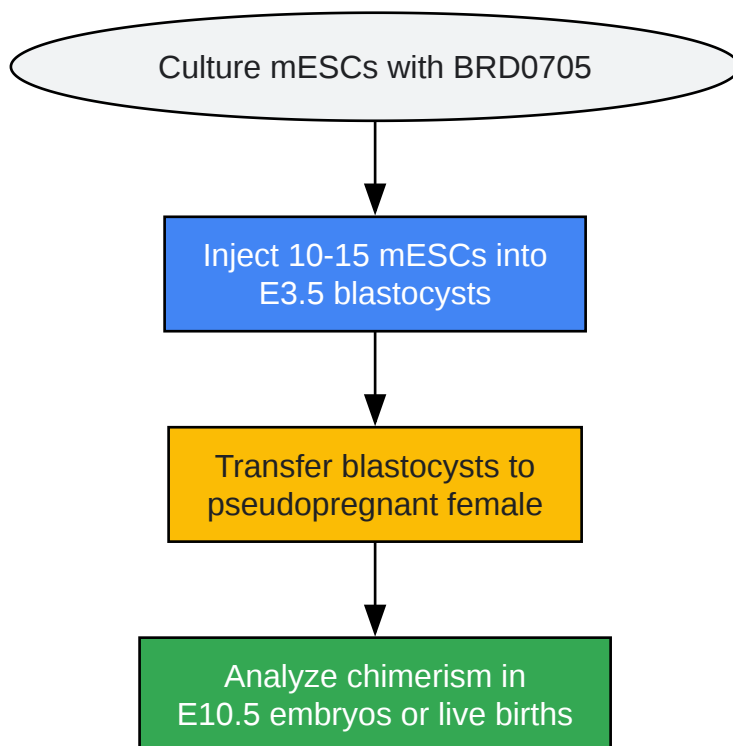 Culture mESCs with BRD0705
Inject 10-15 mESCs into
E3.5 blastocysts
Transfer blastocysts to
pseudopregnant female
Analyze chimerism in
E10.5 embryos or live births